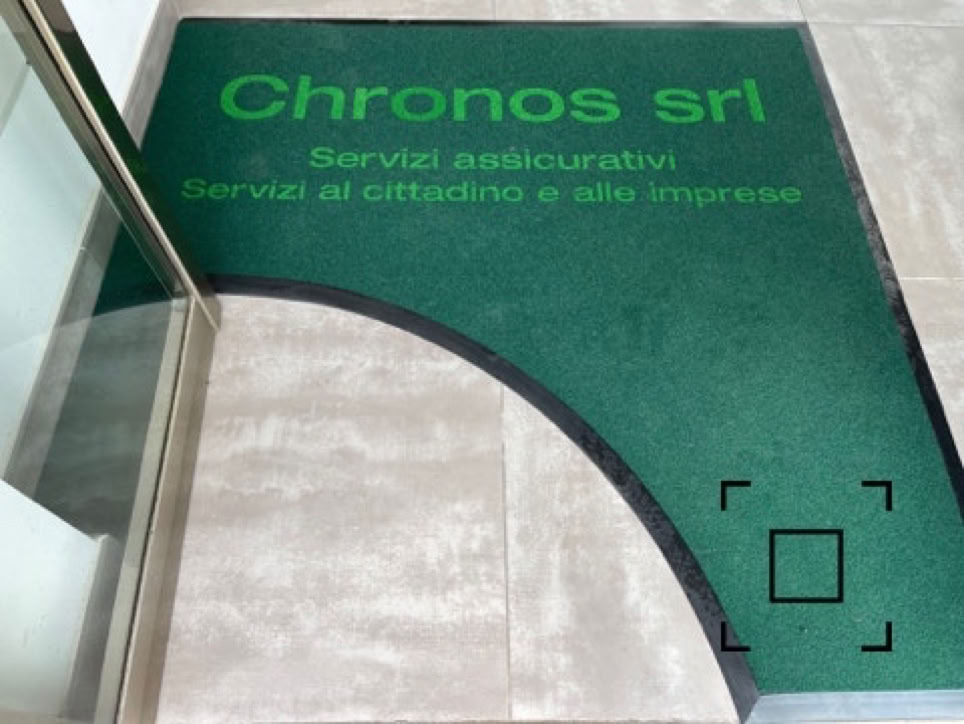 Chronos srl
Servizi assicurativi
Servizi al cittadino e alle imprese